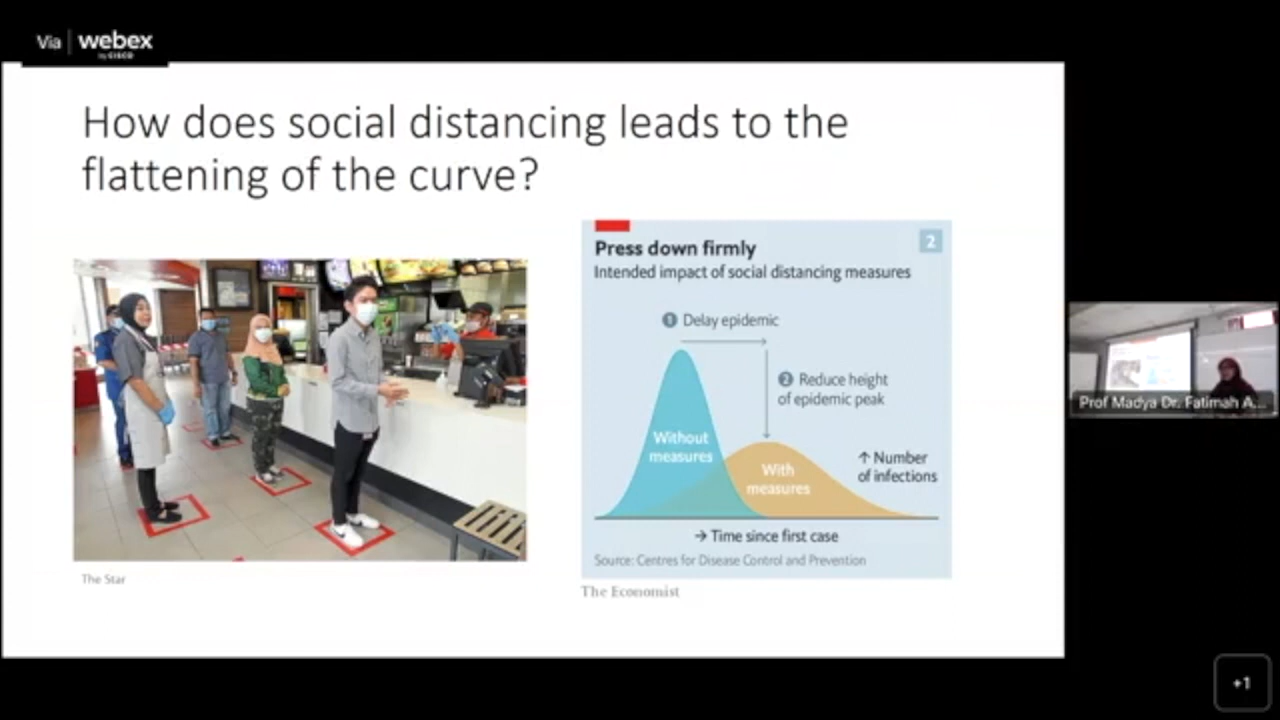 Via webex
by CISCO
How does social distancing leads to the
flattening of the curve?
2
Press down firmly
Intended impact of social distancing measures
1 Delay epidemic
2 Reduce height
of epidemic peak
Without
measures
With
measures
↑ Number
of infections
→ Time since first case
Source: Centres for Disease Control and Prevention
The Star
The Economist
Prof Madya Dr. Fatimah A...
+1